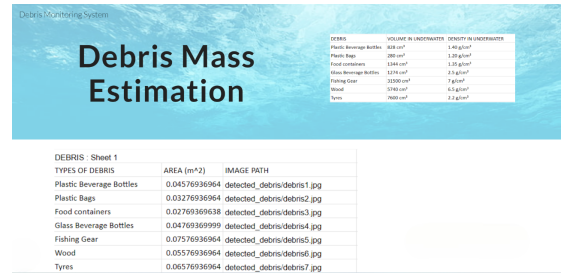 Debris Monitoring System
Debris Mass
Estimation
DEBRIS VOLUME IN UNDERWATER DENSITY IN UNDERWATER
Plastic Beverage Bottles 828 cm³ 1,40 g/cm³
Plastic Bags 280 cm³ 1.20 g/cm³
Food containers 1344 cm³ 1.35 g/cm³
Glass Beverage Bottles 1274 cm³ 2.5 g/cm³
Fishing Gear 31500 cm³ 7 g/cm³
Wood 5740 cm³ 6.5 g/cm³
Tyres 7600 cm³ 2.2 g/cm³
DEBRIS : Sheet 1
TYPES OF DEBRIS AREA (m^2) IMAGE PATH
Plastic Beverage Bottles 0.04576936964 detected_debris/debris1.jpg
Plastic Bags 0.03276936964 detected_debris/debris2.jpg
Food containers 0.02769369638 detected_debris/debris3.jpg
Glass Beverage Bottles 0.04769369999 detected_debris/debris4.jpg
Fishing Gear 0.07576936964 detected_debris/debris5.jpg
Wood 0.05576936964 detected_debris/debris6.jpg
Tyres 0.06576936964 detected_debris/debris7.jpg